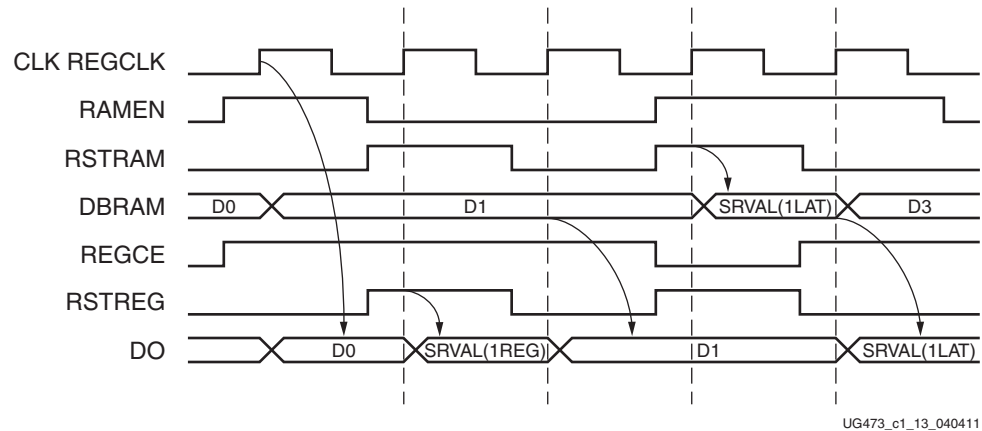 CLK REGCLK
RAMEN
RSTRAM
DBRAM D0 D1 SRVAL(1LAT) D3
REGCE
RSTREG
DO D0 SRVAL(1REG) D1 SRVAL(1LAT)
UG473_c1_13_040411